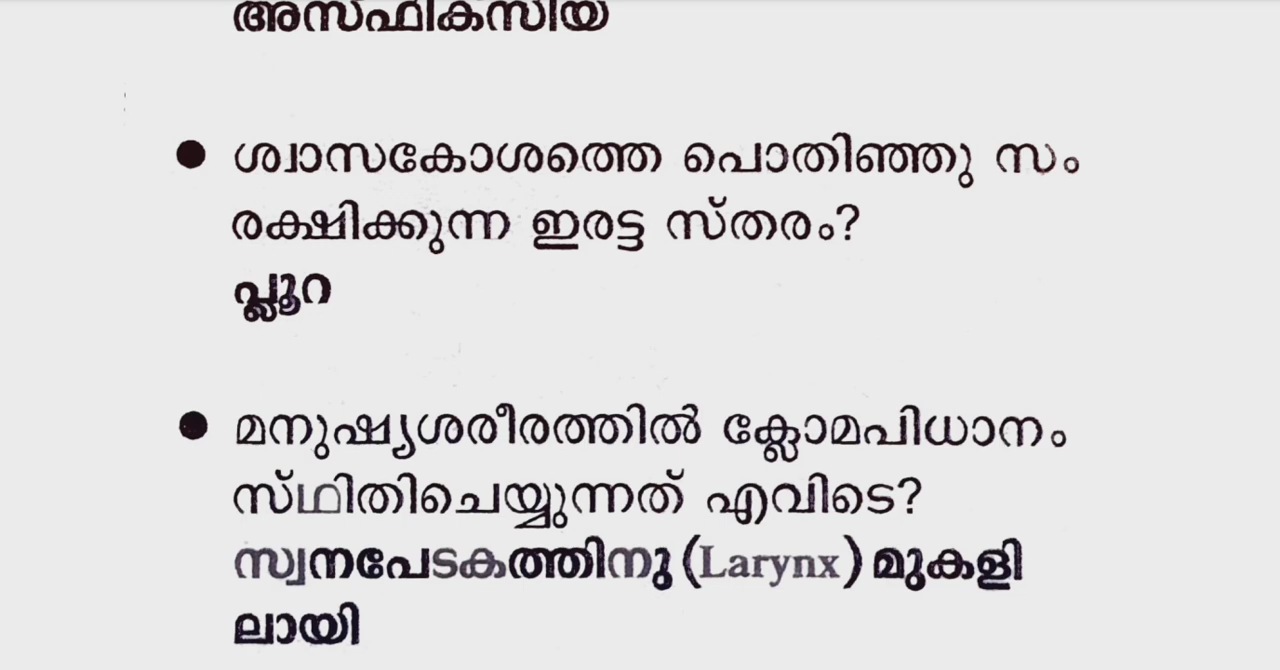 അസ്ഫിക്സിയ
● ശ്വാസകോശത്തെ പൊതിഞ്ഞു സം
രക്ഷിക്കുന്ന ഇരട്ട സ്തരം?
പ്ലൂറ
● മനുഷ്യശരീരത്തിൽ ക്ലോമപിധാനം
സ്ഥിതിചെയ്യുന്നത് എവിടെ?
സ്വനപേടകത്തിനു (Larynx) മുകളി
ലായി